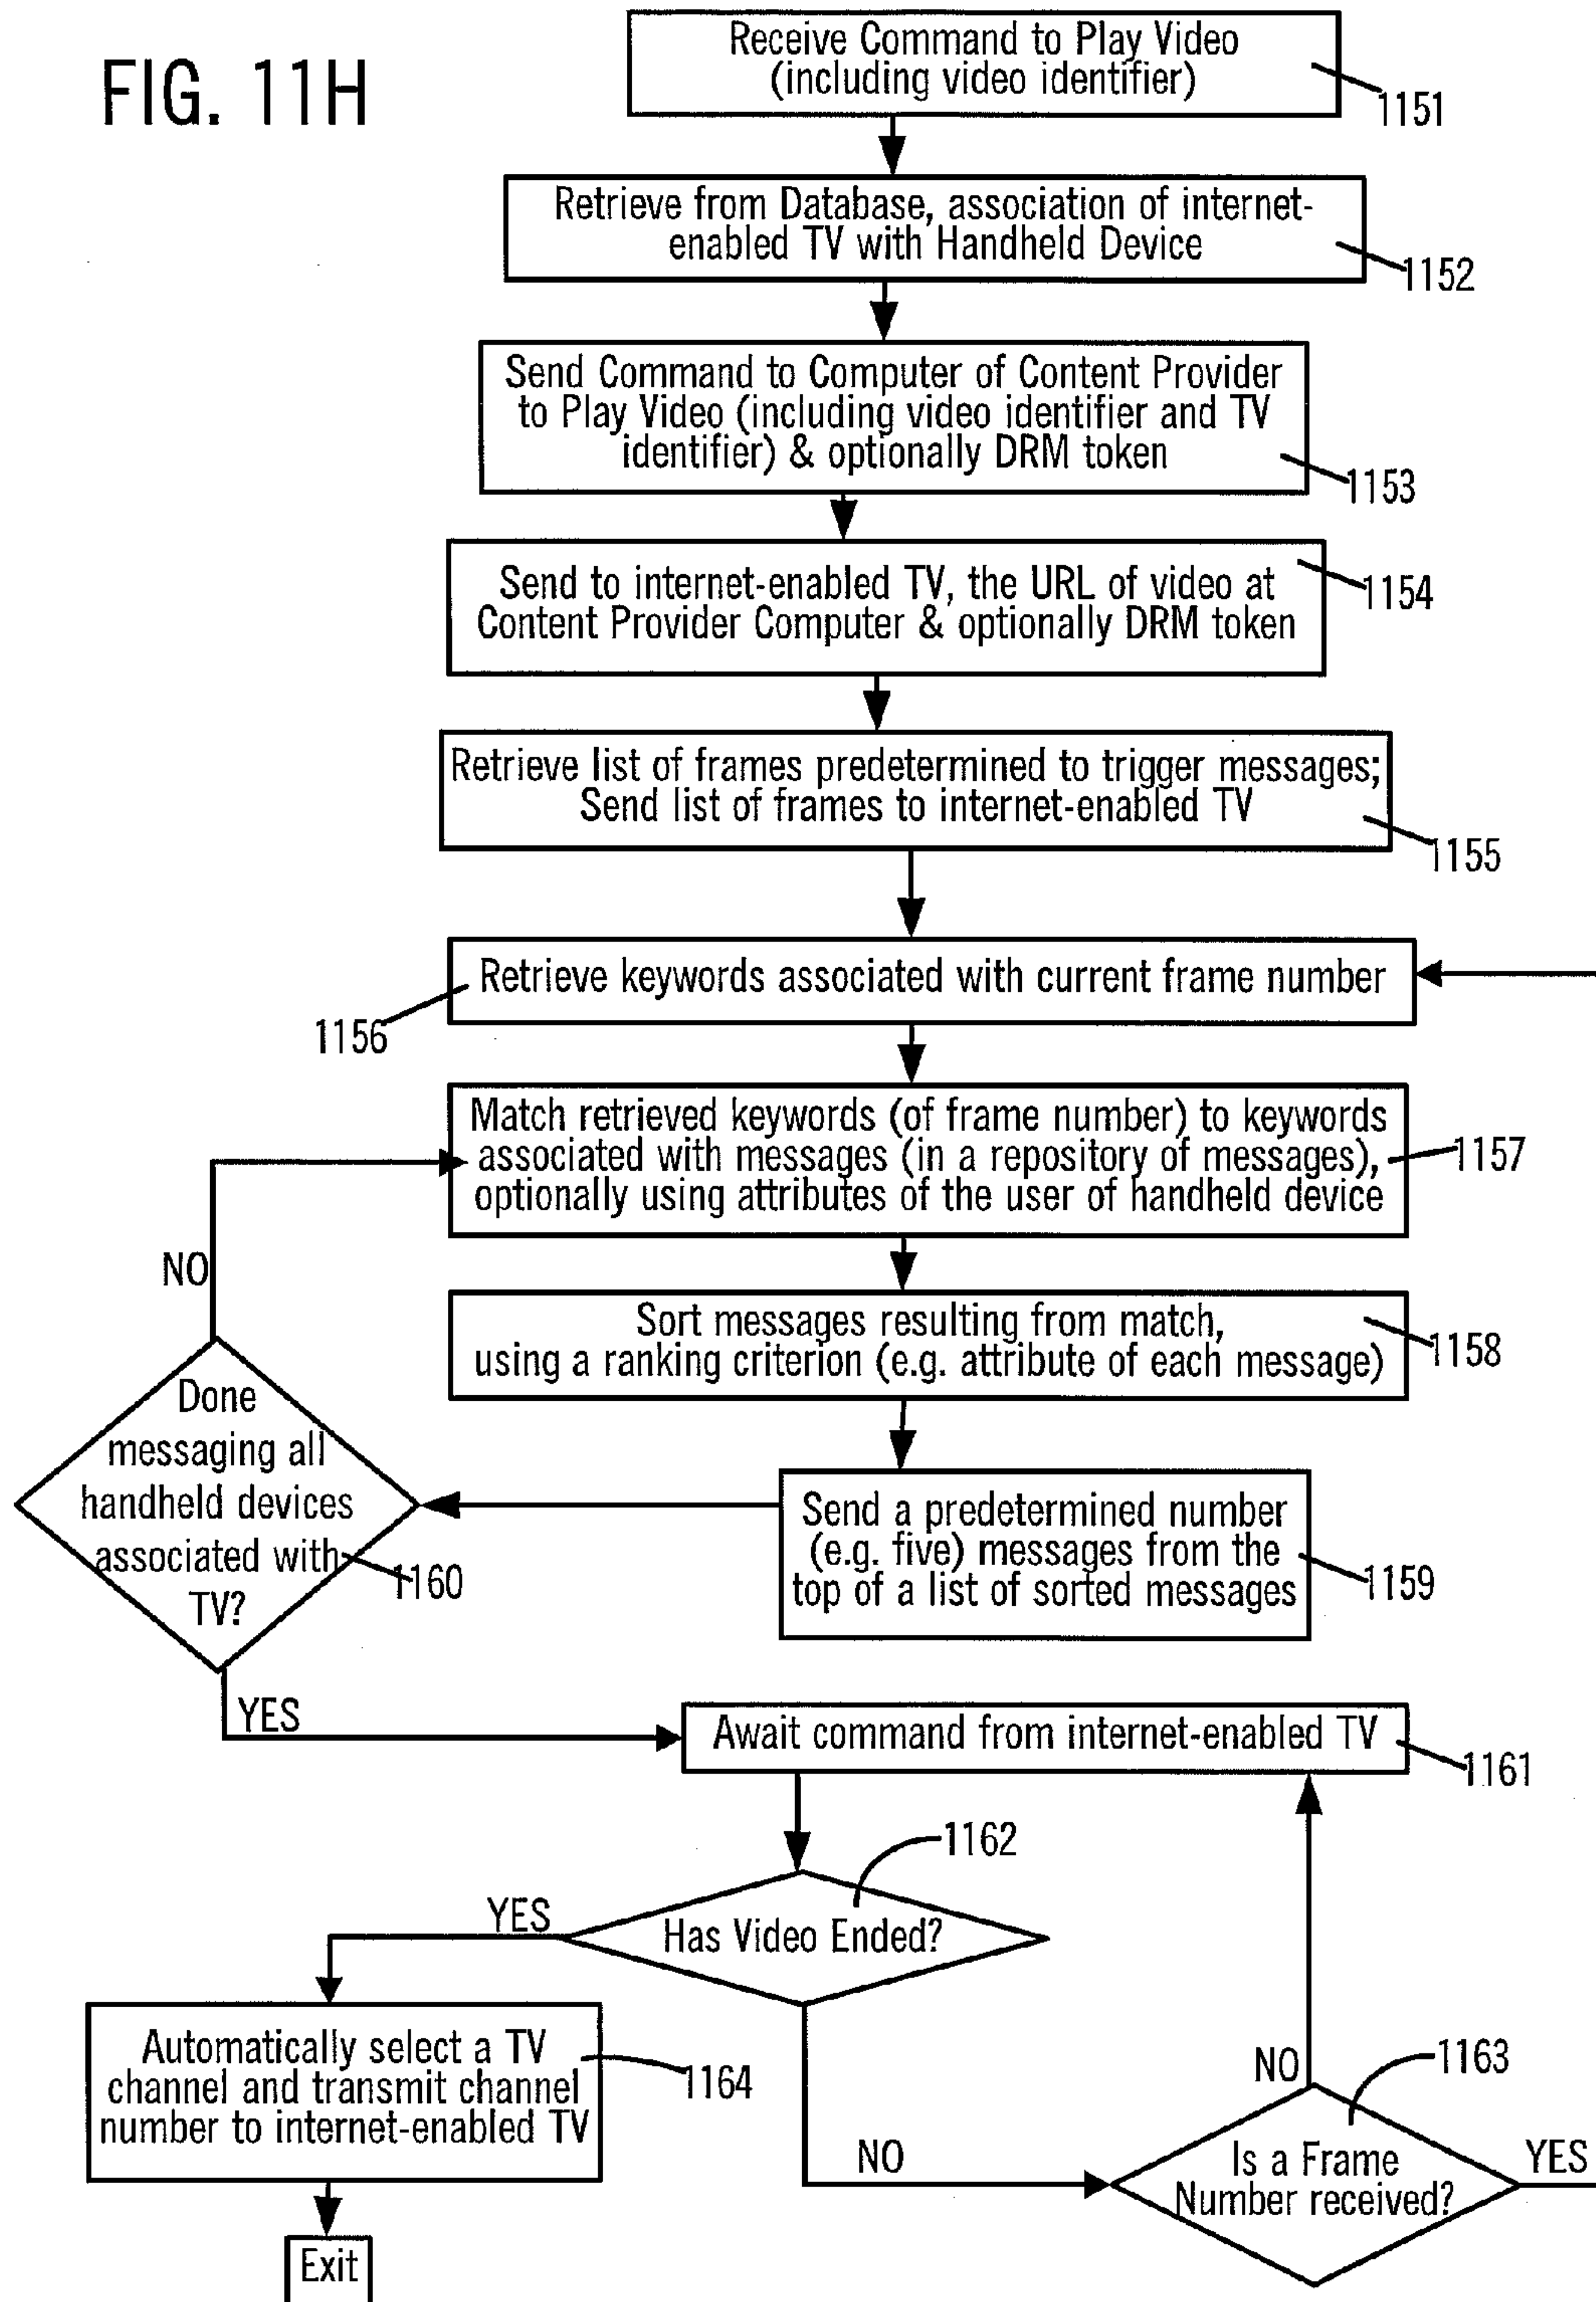 FIG. 11H
Receive Command to Play Video
(including video identifier)
1151
Retrieve from Database, association of internet-
enabled TV with Handheld Device
1152
Send Command to Computer of Content Provider
to Play Video (including video identifier and TV
identifier) & optionally DRM token
1153
Send to internet-enabled TV, the URL of video at
Content Provider Computer & optionally DRM token
1154
Retrieve list of frames predetermined to trigger messages;
Send list of frames to internet-enabled TV
1155
Retrieve keywords associated with current frame number
1156
Match retrieved keywords (of frame number) to keywords
associated with messages (in a repository of messages),
optionally using attributes of the user of handheld device
1157
NO
Sort messages resulting from match,
using a ranking criterion (e.g. attribute of each message)
1158
Done
messaging all
handheld devices
associated with
TV?
1160
Send a predetermined number
(e.g. five) messages from the
top of a list of sorted messages
1159
YES
Await command from internet-enabled TV
1161
1162
Has Video Ended?
YES
Automatically select a TV
channel and transmit channel
number to internet-enabled TV
1164
NO
NO
1163
Is a Frame
Number received?
YES
Exit